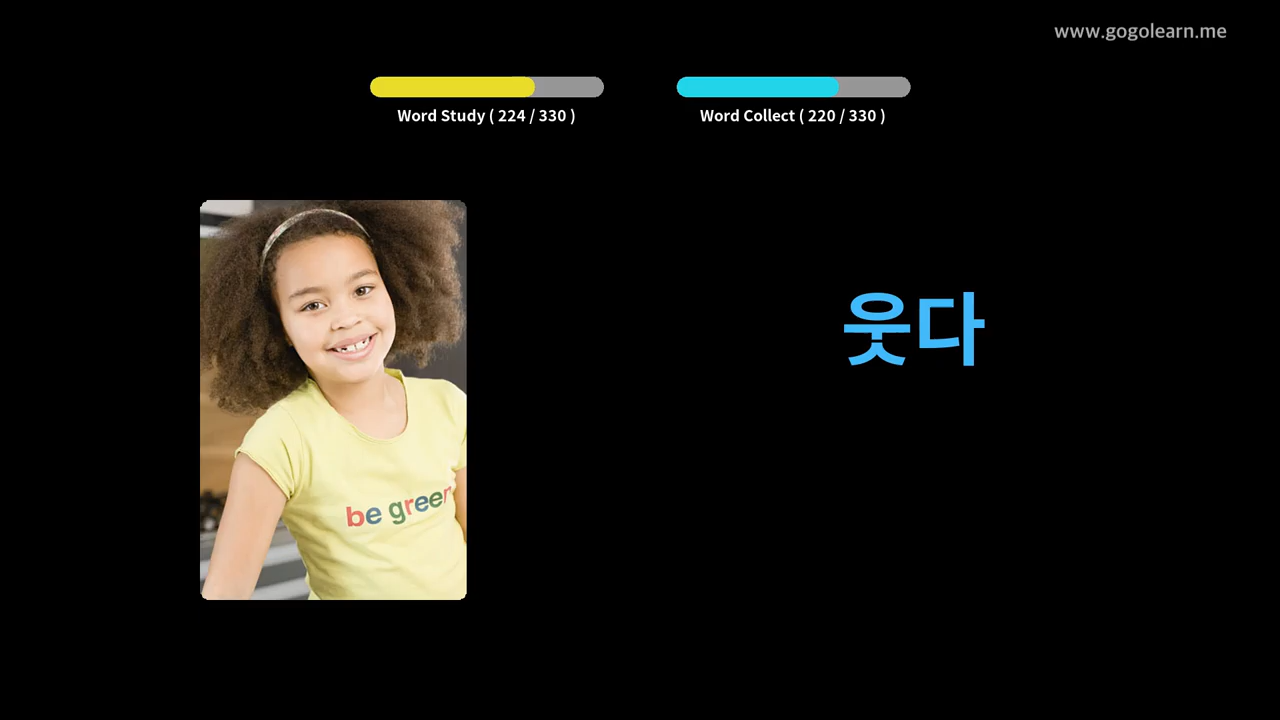 www.gogolearn.me
Word Study ( 224 / 330 )
Word Collect ( 220 / 330 )
웃다
be green